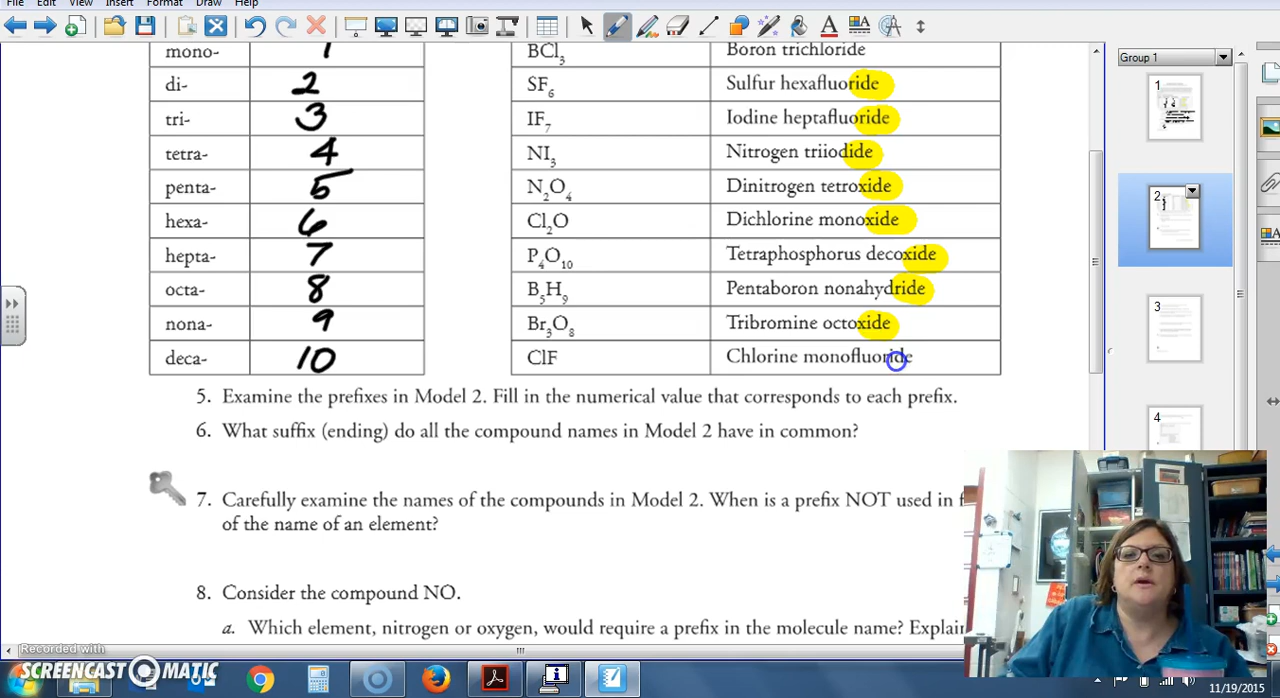 File Edit View Insert Format Draw Help
Group 1
mono- 1 BCl3 Boron trichloride
di- 2 SF6 Sulfur hexafluoride
tri- 3 IF7 Iodine heptafluoride
tetra- 4 NI3 Nitrogen triiodide
penta- 5 N2O4 Dinitrogen tetroxide
hexa- 6 Cl2O Dichlorine monoxide
hepta- 7 P4O10 Tetraphosphorus decoxide
octa- 8 B5H9 Pentaboron nonahydride
nona- 9 Br3O8 Tribromine octoxide
deca- 10 ClF Chlorine monofluoride
5. Examine the prefixes in Model 2. Fill in the numerical value that corresponds to each prefix.
6. What suffix (ending) do all the compound names in Model 2 have in common?
7. Carefully examine the names of the compounds in Model 2. When is a prefix NOT used in
of the name of an element?
8. Consider the compound NO.
a. Which element, nitrogen or oxygen, would require a prefix in the molecule name? Explain
1
2
3
4
Recorded with
SCREENCAST-O-MATIC
11/19/2015